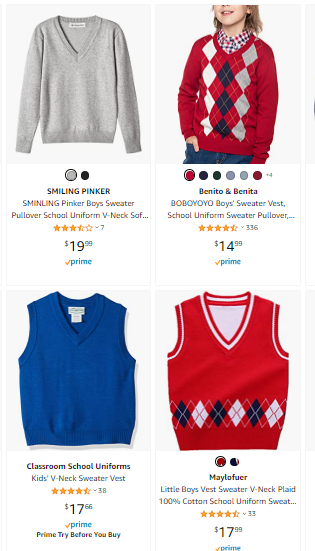 +4
SMILING PINKER
SMINLING Pinker Boys Sweater
Pullover School Uniform V-Neck Sof...
7
$19.99
prime
Benito & Benita
BOBOYOYO Boys' Sweater Vest,
School Uniform Sweater Pullover,...
336
$14.99
prime
Classroom School Uniforms
Kids' V-Neck Sweater Vest
38
$17.66
prime
Prime Try Before You Buy
Maylofuer
Little Boys Vest Sweater V-Neck Plaid
100% Cotton School Uniform Sweat...
33
$17.99
prime